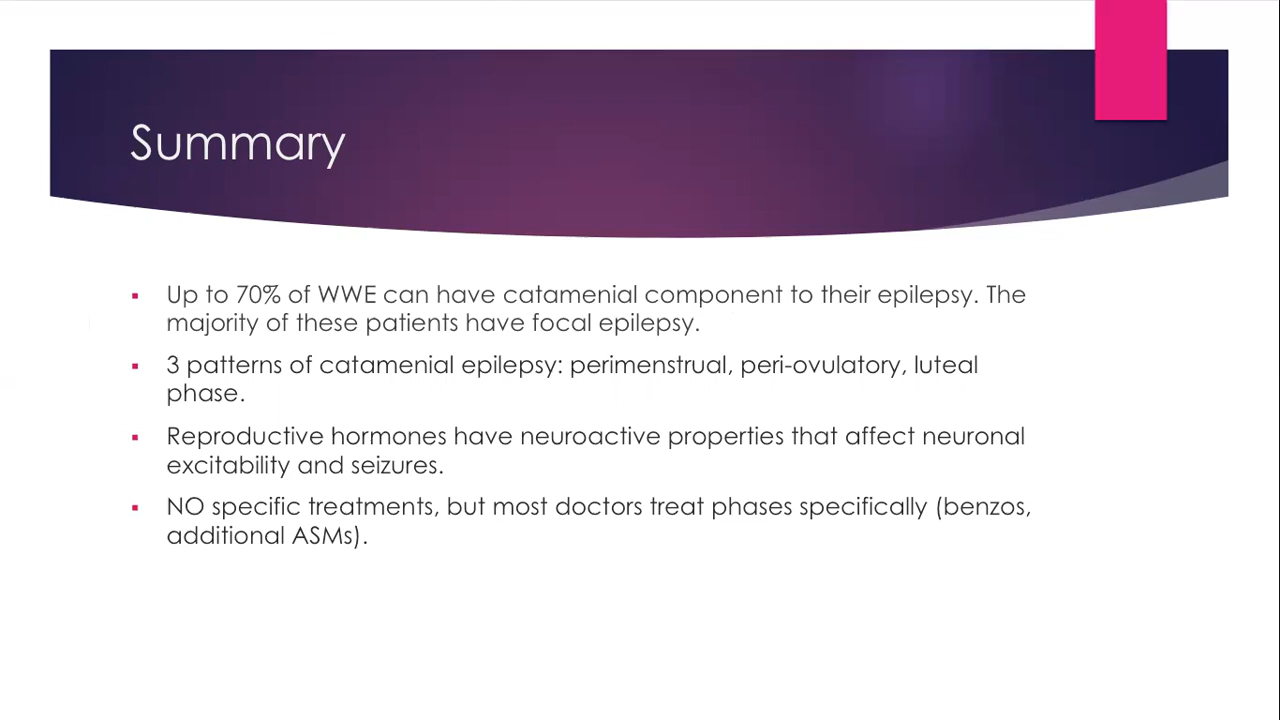 Summary
Up to 70% of WWE can have catamenial component to their epilepsy. The
majority of these patients have focal epilepsy.
3 patterns of catamenial epilepsy: perimenstrual, peri-ovulatory, luteal
phase.
Reproductive hormones have neuroactive properties that affect neuronal
excitability and seizures.
NO specific treatments, but most doctors treat phases specifically (benzos,
additional ASMs).